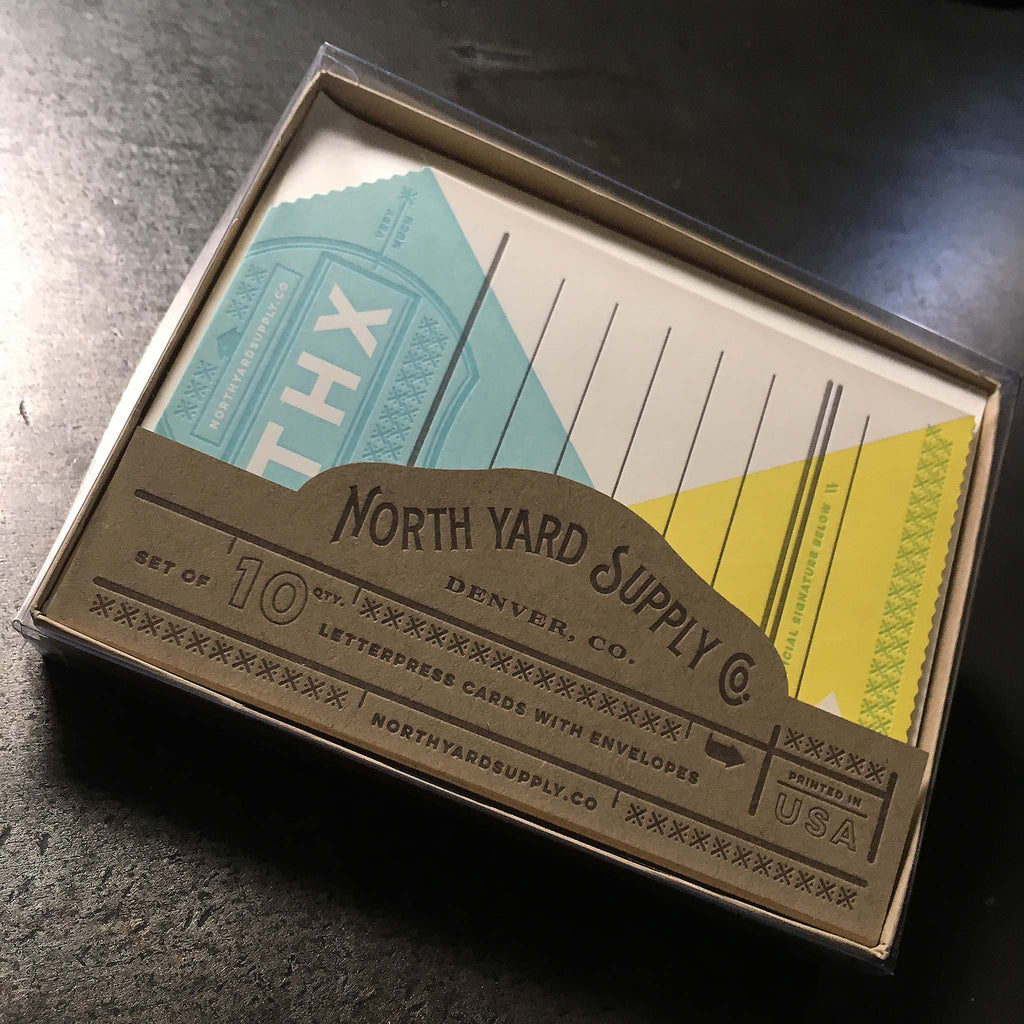 VERY
MUCH
NORTHYARDSUPPLY.CO
THX
SIGNATURE BELOW
NORTH YARD SUPPLY CO.
DENVER, CO.
SET OF 10 QTY.
LETTERPRESS CARDS WITH ENVELOPES
NORTHYARDSUPPLY.CO
PRINTED IN
USA